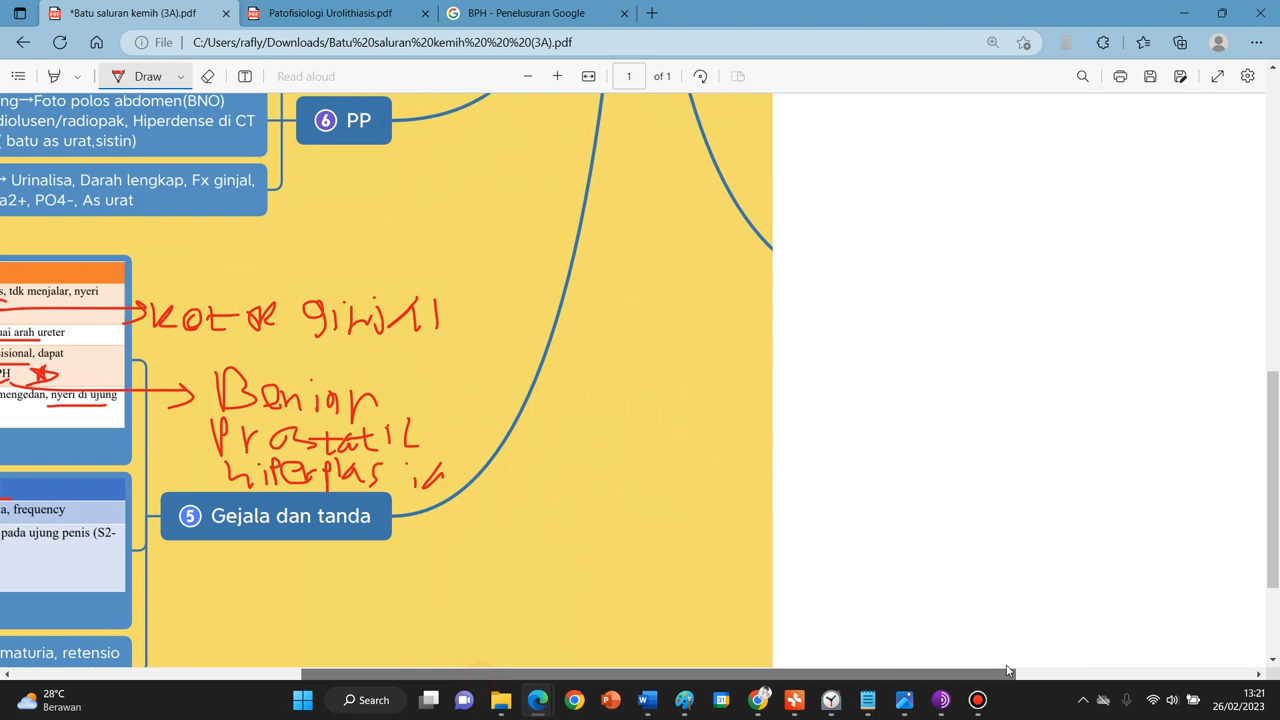 *Batu saluran kemih (3A).pdf
Patofisiologi Urolithiasis.pdf
BPH - Penelusuran Google
File
C:/Users/rafly/Downloads/Batu%20saluran%20kemih%20%20%20(3A).pdf
Draw
Read aloud
1
of 1
ng→Foto polos abdomen(BNO)
diolusen/radiopak, Hiperdense di CT
( batu as urat,sistin)
6 PP
→ Urinalisa, Darah lengkap, Fx ginjal,
a2+, PO4-, As urat
s, tdk menjalar, nyeri
uai arah ureter
isional, dapat
PH
mengedan, nyeri di ujung
Benign
hiperplasia
5 Gejala dan tanda
a, frequency
pada ujung penis (S2-
maturia, retensio
28°C
Berawan
Search
13:21
26/02/2023